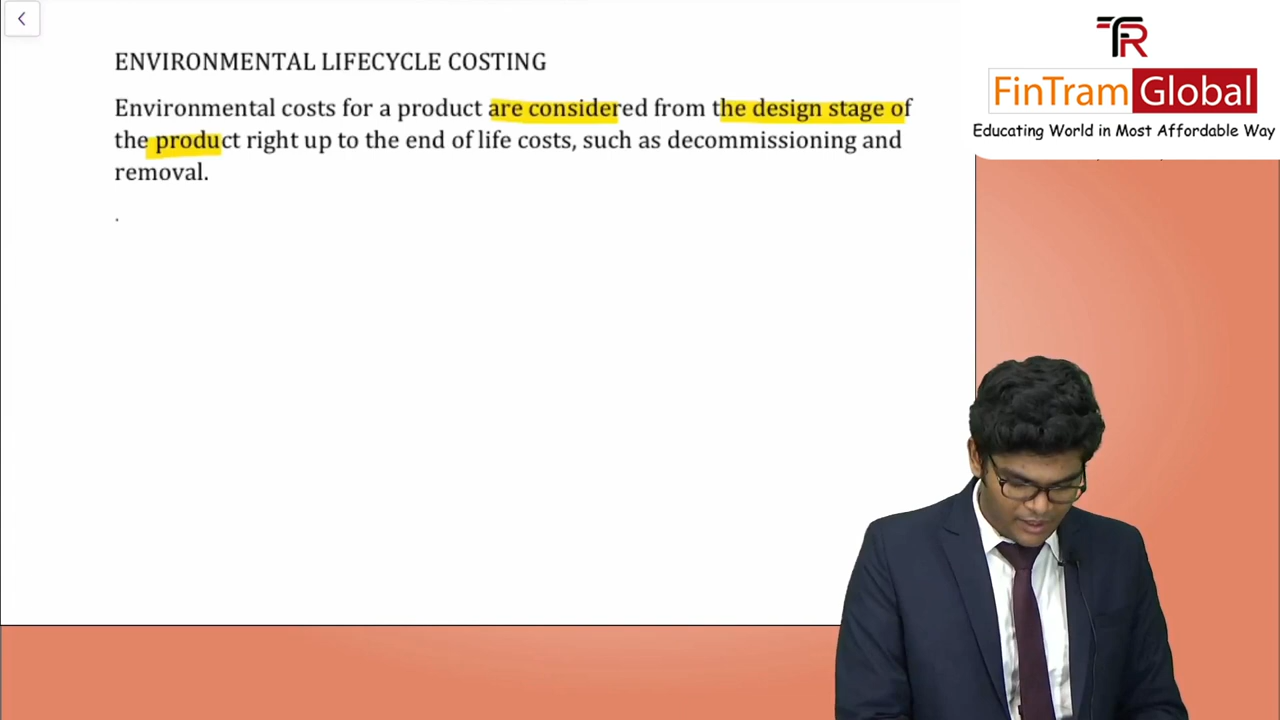 ENVIRONMENTAL LIFECYCLE COSTING
Environmental costs for a product are considered from the design stage of
the product right up to the end of life costs, such as decommissioning and
removal.
.
FinTram Global
Educating World in Most Affordable Way